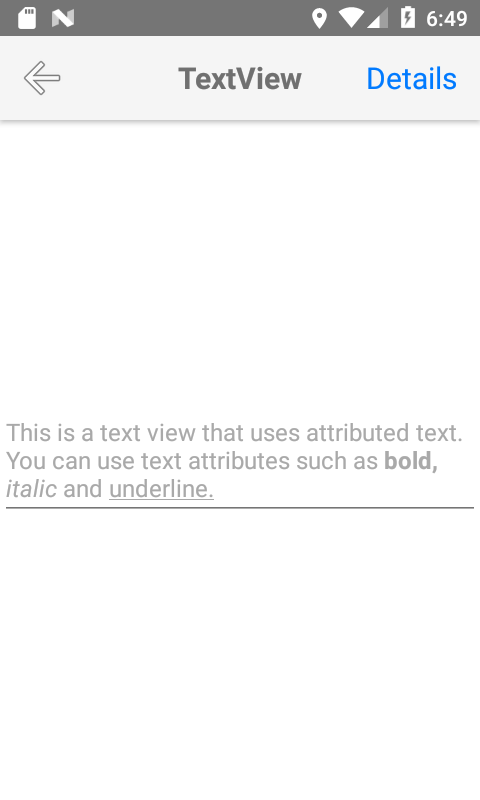 6:49
TextView
Details
This is a text view that uses attributed text.
You can use text attributes such as bold,
italic and underline.